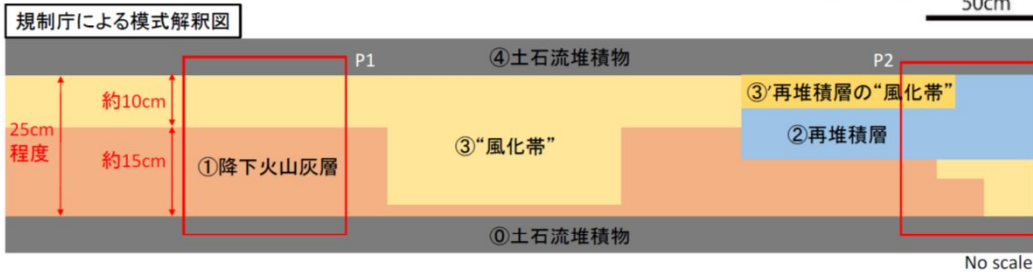 50cm
規制庁による模式解釈図
P1
④土石流堆積物
P2
約10cm
③′再堆積層の“風化帯”
25cm
程度
約15cm
①降下火山灰層
③“風化帯”
②再堆積層
⓪土石流堆積物
No scale